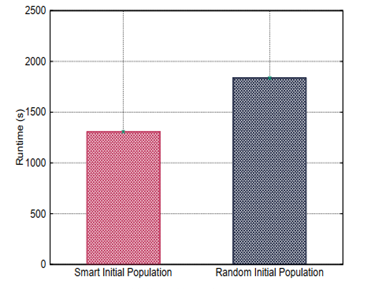 2500
2000
1500
1000
500
0
Runtime (s)
Smart Initial Population
Random Initial Population